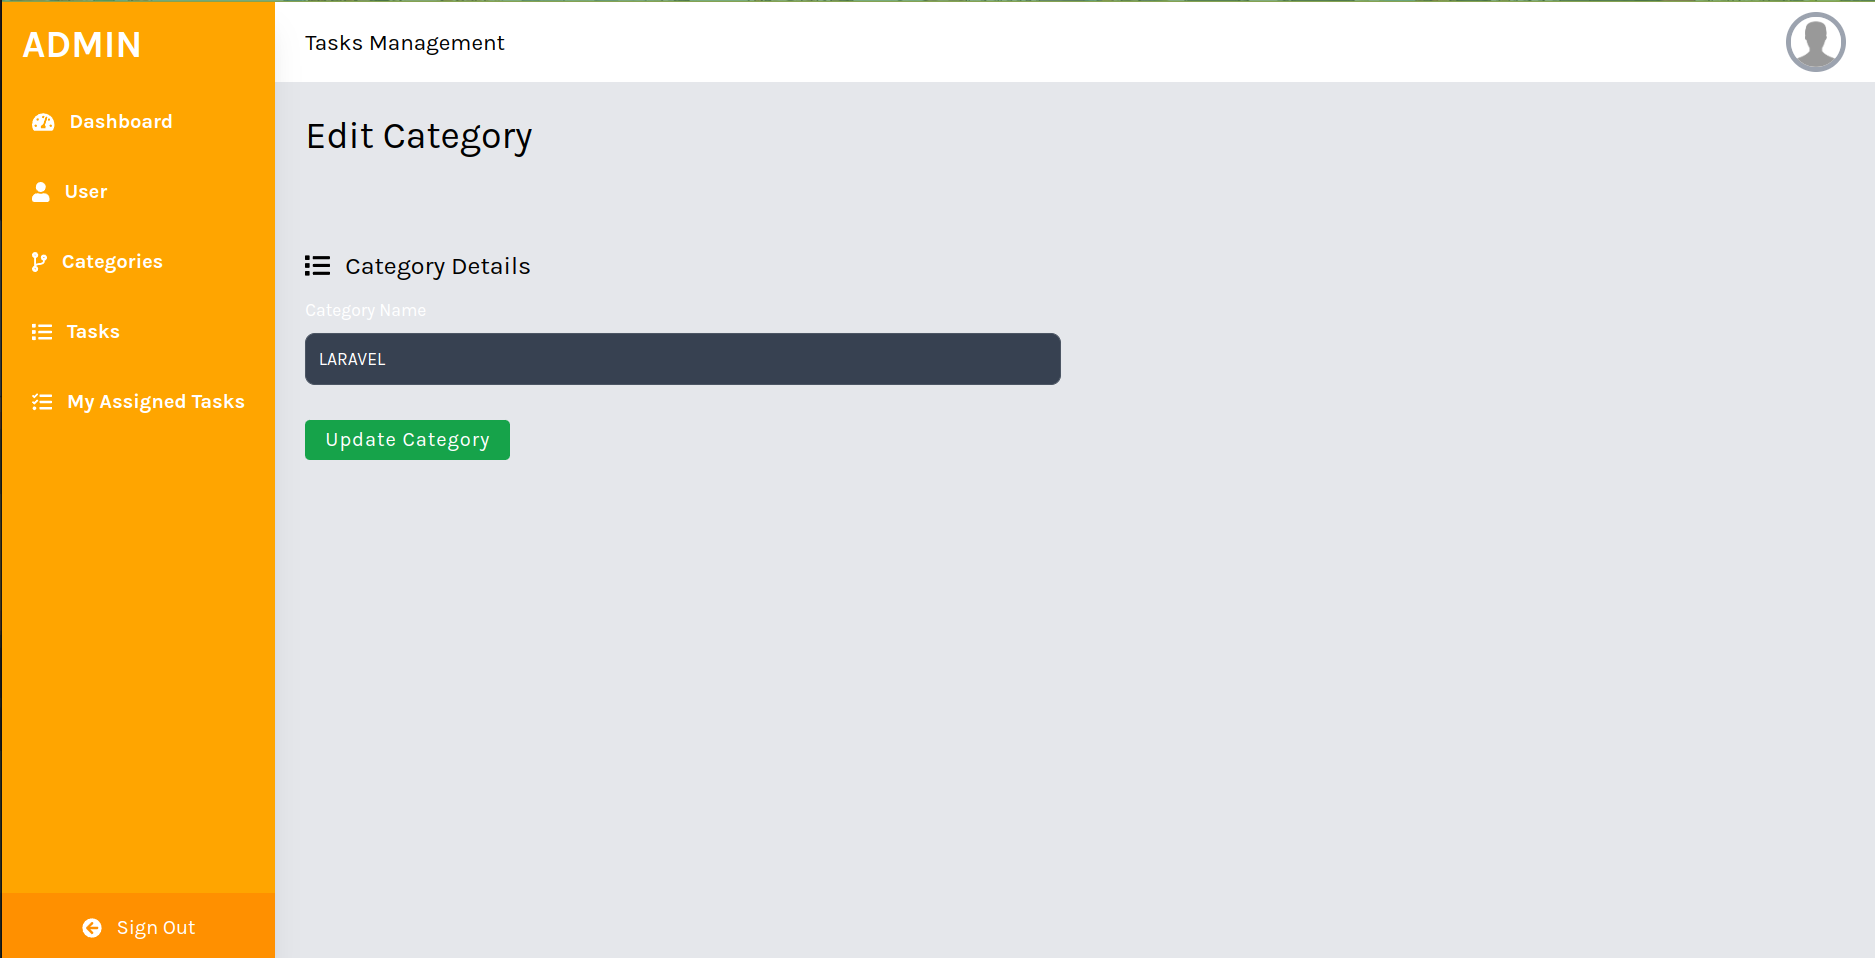 ADMIN
Tasks Management
Dashboard
User
Categories
Tasks
My Assigned Tasks
Sign Out
Edit Category
Category Details
Category Name
LARAVEL
Update Category